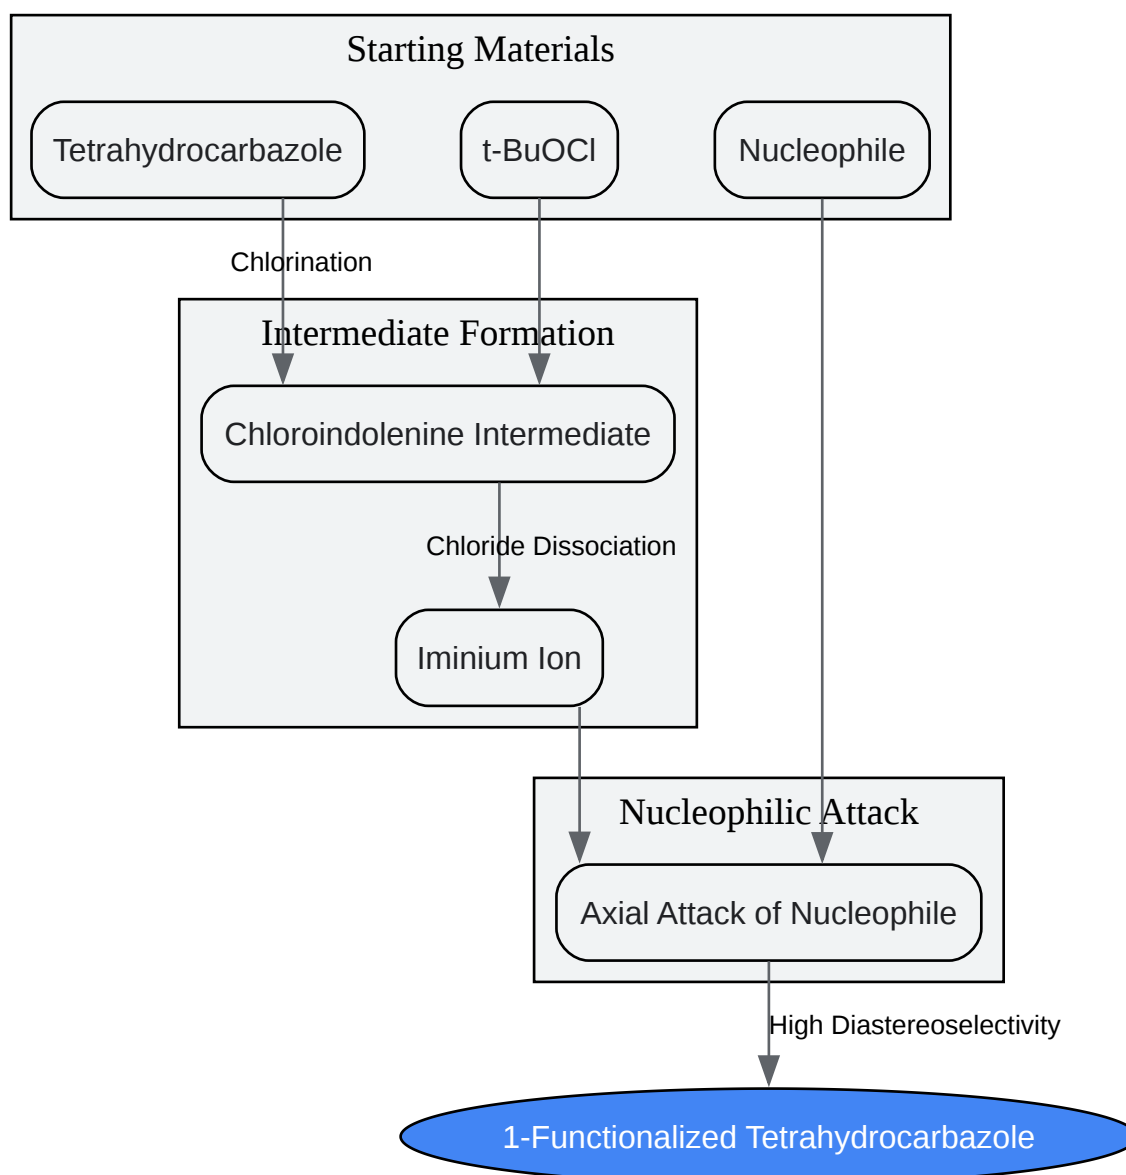 Starting Materials
Tetrahydrocarbazole
t-BuOCl
Nucleophile
Chlorination
Intermediate Formation
Chloroindolenine Intermediate
Chloride Dissociation
Iminium Ion
Nucleophilic Attack
Axial Attack of Nucleophile
High Diastereoselectivity
1-Functionalized Tetrahydrocarbazole